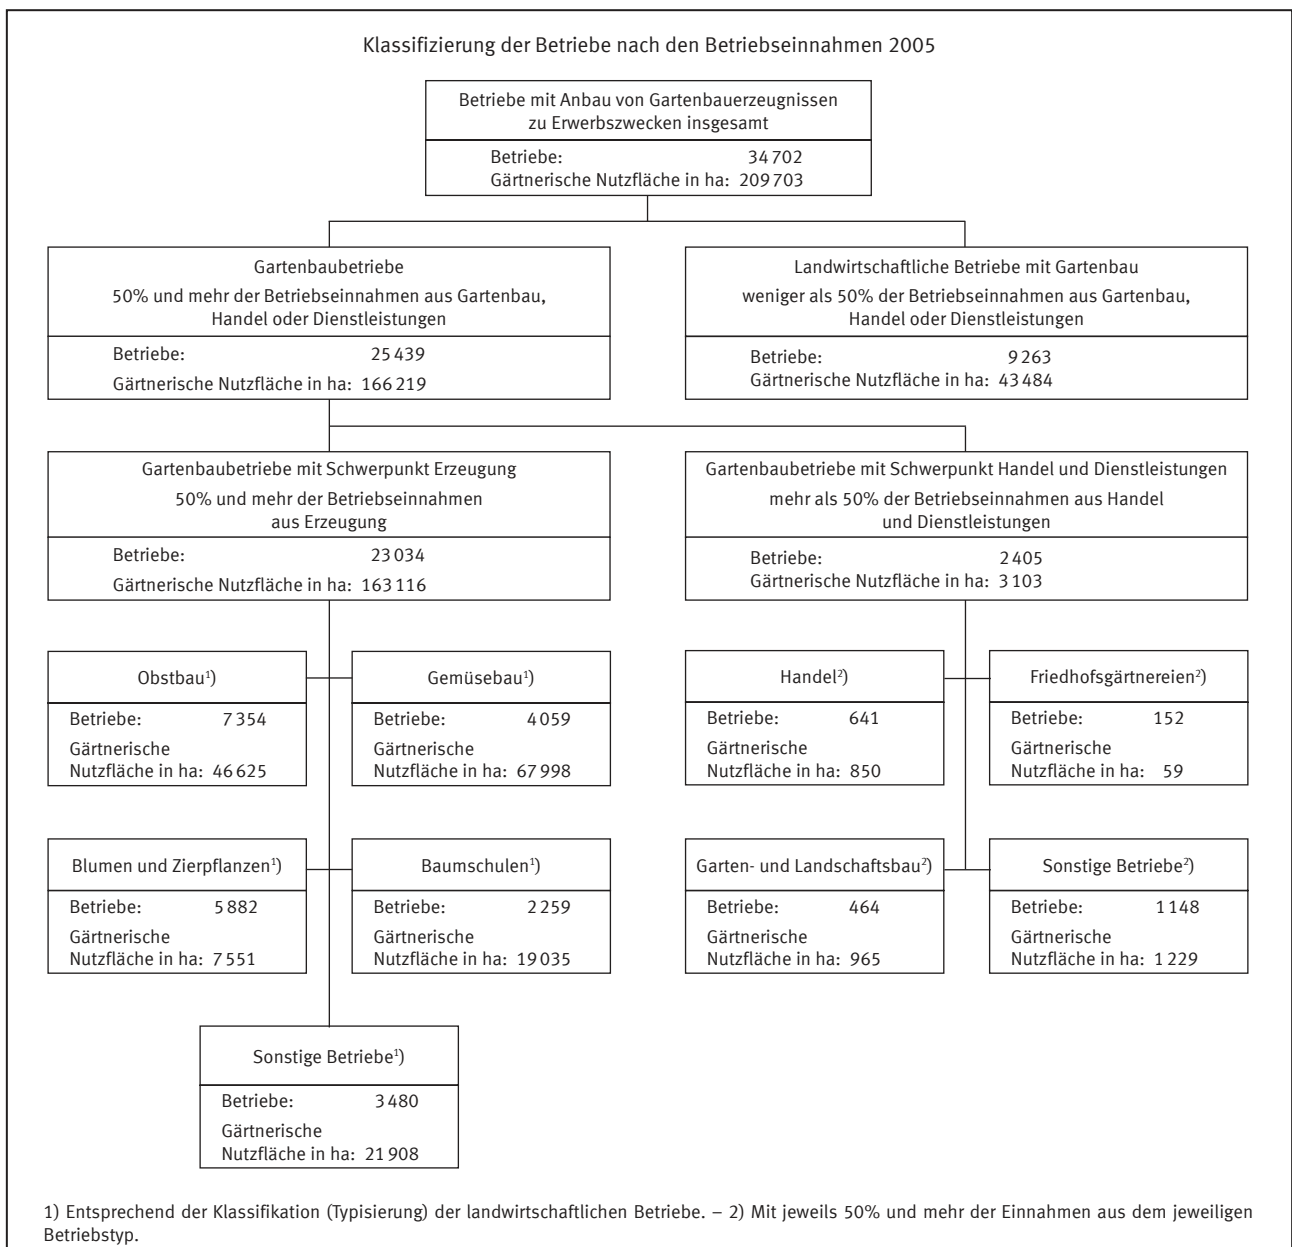 Klassifizierung der Betriebe nach den Betriebseinnahmen 2005
Betriebe mit Anbau von Gartenbauerzeugnissen
zu Erwerbszwecken insgesamt
Betriebe: 34 702
Gärtnerische Nutzfläche in ha: 209 703
Gartenbaubetriebe
50% und mehr der Betriebseinnahmen aus Gartenbau,
Handel oder Dienstleistungen
Betriebe: 25 439
Gärtnerische Nutzfläche in ha: 166 219
Landwirtschaftliche Betriebe mit Gartenbau
weniger als 50% der Betriebseinnahmen aus Gartenbau,
Handel oder Dienstleistungen
Betriebe: 9 263
Gärtnerische Nutzfläche in ha: 43 484
Gartenbaubetriebe mit Schwerpunkt Erzeugung
50% und mehr der Betriebseinnahmen
aus Erzeugung
Betriebe: 23 034
Gärtnerische Nutzfläche in ha: 163 116
Gartenbaubetriebe mit Schwerpunkt Handel und Dienstleistungen
mehr als 50% der Betriebseinnahmen aus Handel
und Dienstleistungen
Betriebe: 2 405
Gärtnerische Nutzfläche in ha: 3 103
Obstbau¹)
Betriebe: 7 354
Gärtnerische
Nutzfläche in ha: 46 625
Gemüsebau¹)
Betriebe: 4 059
Gärtnerische
Nutzfläche in ha: 67 998
Handel²)
Betriebe: 641
Gärtnerische
Nutzfläche in ha: 850
Friedhofsgärtnereien²)
Betriebe: 152
Gärtnerische
Nutzfläche in ha: 59
Blumen und Zierpflanzen¹)
Betriebe: 5 882
Gärtnerische
Nutzfläche in ha: 7 551
Baumschulen¹)
Betriebe: 2 259
Gärtnerische
Nutzfläche in ha: 19 035
Garten- und Landschaftsbau²)
Betriebe: 464
Gärtnerische
Nutzfläche in ha: 965
Sonstige Betriebe²)
Betriebe: 1 148
Gärtnerische
Nutzfläche in ha: 1 229
Sonstige Betriebe¹)
Betriebe: 3 480
Gärtnerische
Nutzfläche in ha: 21 908
1) Entsprechend der Klassifikation (Typisierung) der landwirtschaftlichen Betriebe. – 2) Mit jeweils 50% und mehr der Einnahmen aus dem jeweiligen
Betriebstyp.